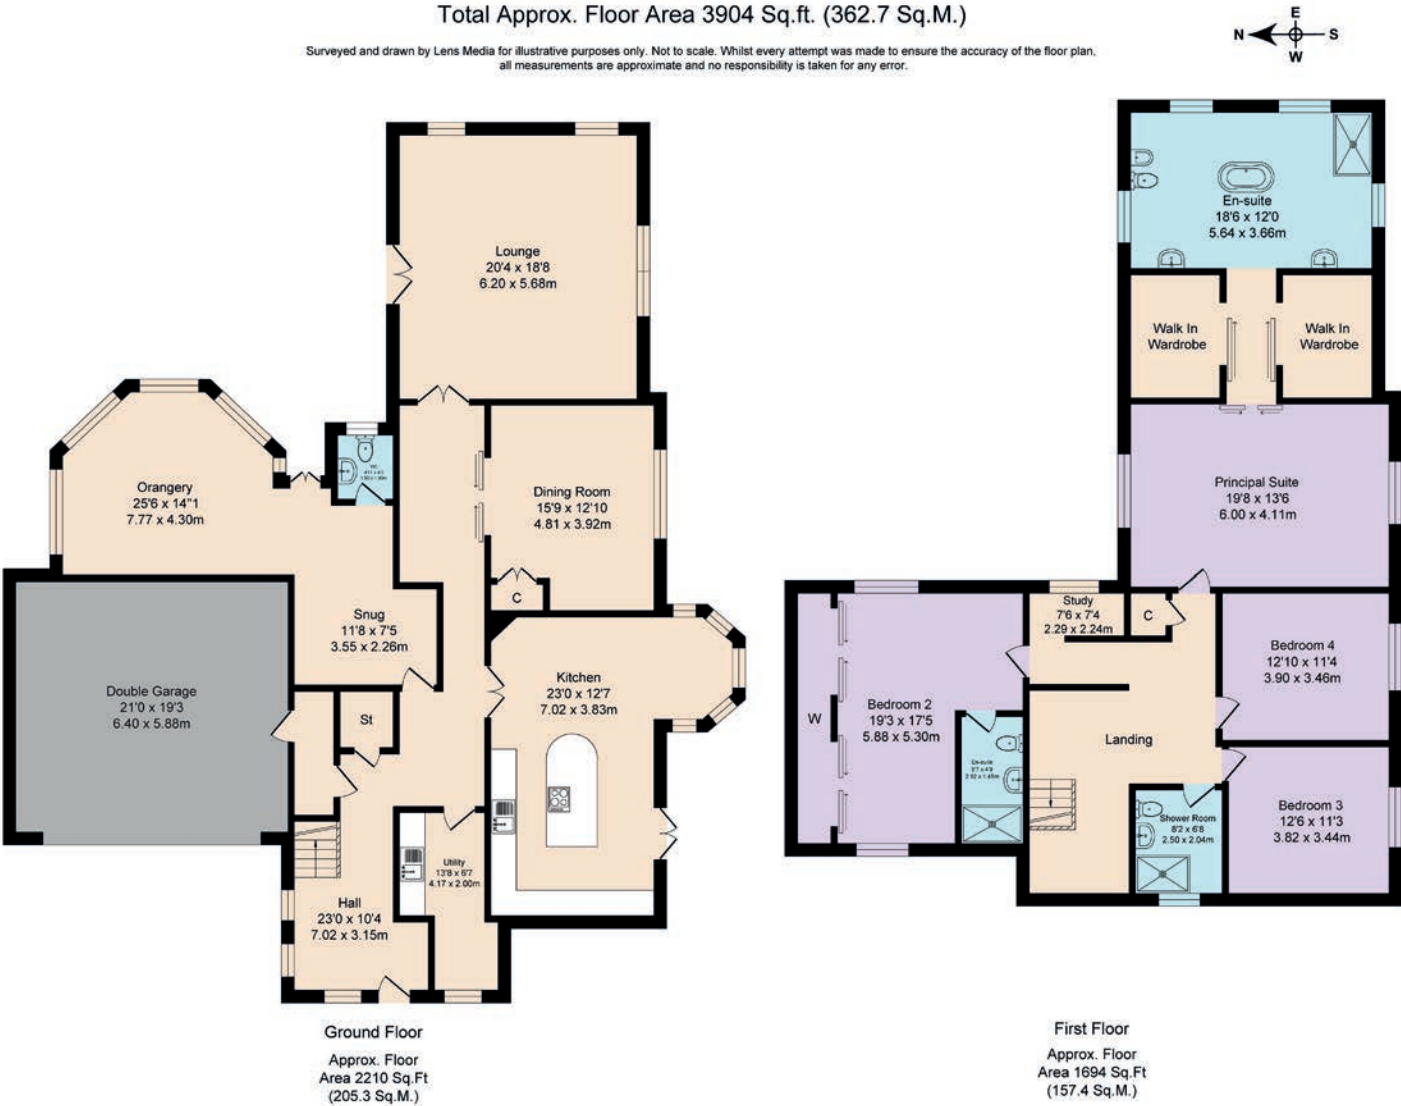 Total Approx. Floor Area 3904 Sq.ft. (362.7 Sq.M.)
Surveyed and drawn by Lens Media for illustrative purposes only. Not to scale. Whilst every attempt was made to ensure the accuracy of the floor plan,
all measurements are approximate and no responsibility is taken for any error.
E
N
S
W
Lounge
20'4 x 18'8
6.20 x 5.68m
Orangery
25'6 x 14"1
7.77 x 4.30m
WC
Dining Room
15'9 x 12'10
4.81 x 3.92m
C
Snug
11'8 x 7'5
3.55 x 2.26m
Double Garage
21'0 x 19'3
6.40 x 5.88m
St
Kitchen
23'0 x 12'7
7.02 x 3.83m
Utility
13'8 x 6'7
4.17 x 2.00m
Hall
23'0 x 10'4
7.02 x 3.15m
Ground Floor
Approx. Floor
Area 2210 Sq.Ft
(205.3 Sq.M.)
En-suite
18'6 x 12'0
5.64 x 3.66m
Walk In
Wardrobe
Walk In
Wardrobe
Principal Suite
19'8 x 13'6
6.00 x 4.11m
Study
7'6 x 7'4
2.29 x 2.24m
C
Bedroom 4
12'10 x 11'4
3.90 x 3.46m
W
Bedroom 2
19'3 x 17'5
5.88 x 5.30m
En-suite
Landing
Shower Room
8'2 x 6'8
2.50 x 2.04m
Bedroom 3
12'6 x 11'3
3.82 x 3.44m
First Floor
Approx. Floor
Area 1694 Sq.Ft
(157.4 Sq.M.)